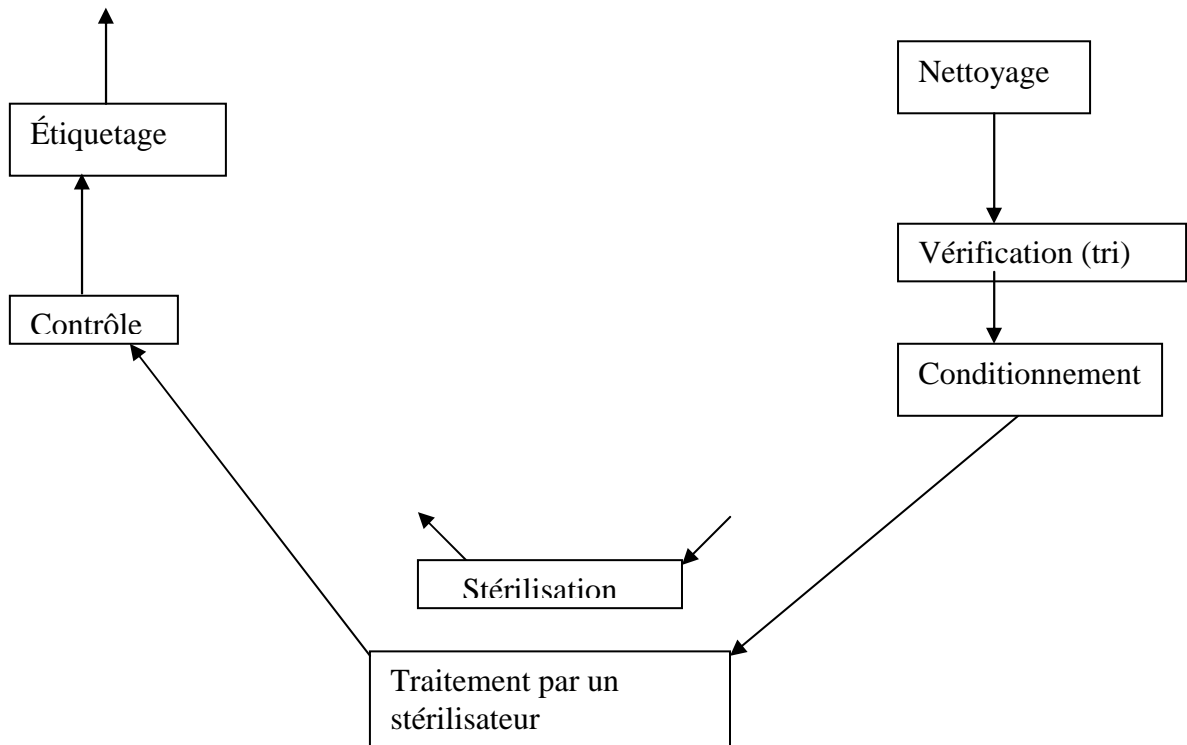 Nettoyage
Étiquetage
Vérification (tri)
Contrôle
Conditionnement
Stérilisation
Traitement par un
stérilisateur